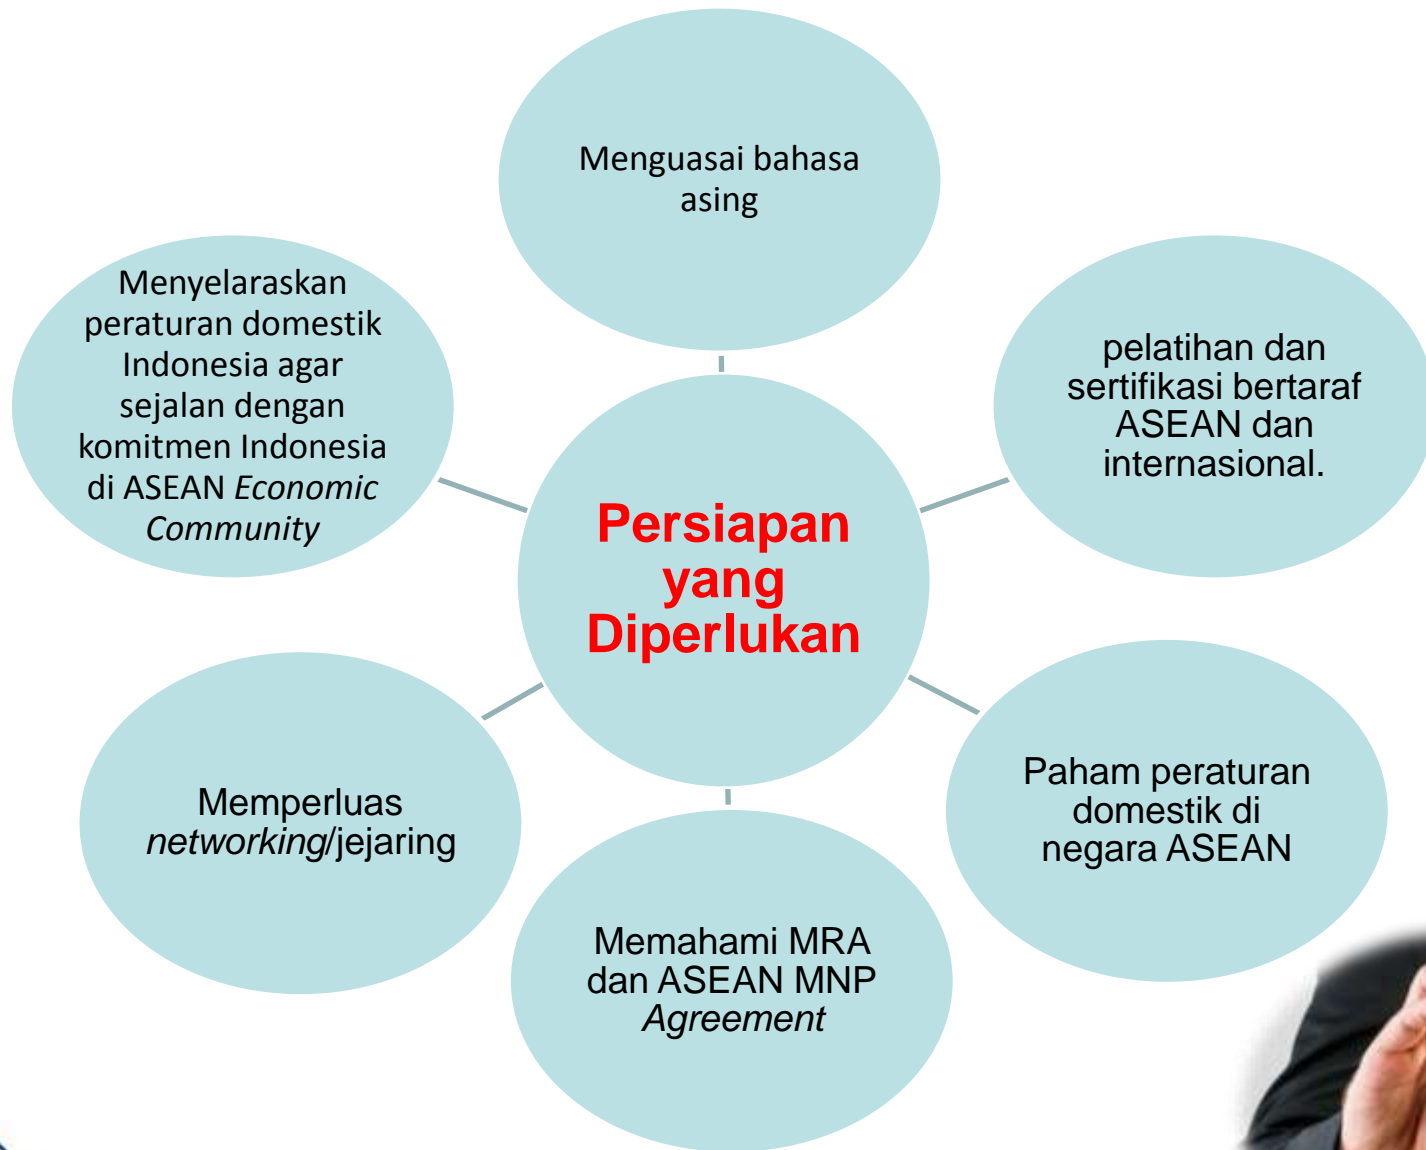 Menguasai bahasa
asing
pelatihan dan
sertifikasi bertaraf
ASEAN dan
internasional.
Paham peraturan
domestik di
negara ASEAN
Memahami MRA
dan ASEAN MNP
Agreement
Memperluas
networking/jejaring
Menyelaraskan
peraturan domestik
Indonesia agar
sejalan dengan
komitmen Indonesia
di ASEAN Economic
Community
Persiapan
yang
Diperlukan